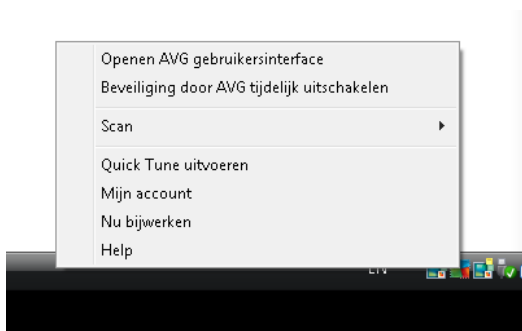 Openen AVG gebruikersinterface
Beveiliging door AVG tijdelijk uitschakelen
Scan
Quick Tune uitvoeren
Mijn account
Nu bijwerken
Help